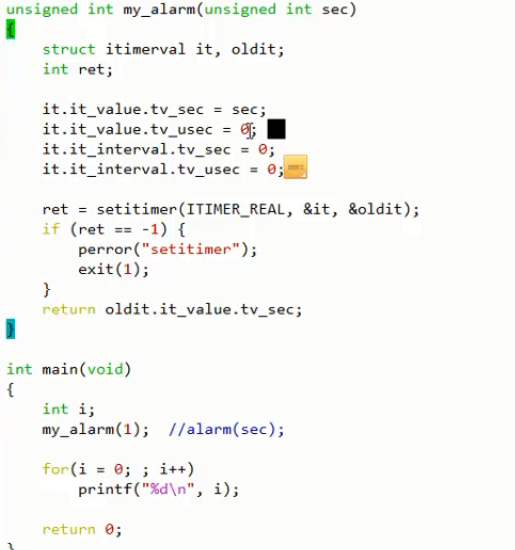 unsigned int my_alarm(unsigned int sec)
{
    struct itimerval it, oldit;
    int ret;
    it.it_value.tv_sec = sec;
    it.it_value.tv_usec = 0;
    it.it_interval.tv_sec = 0;
    it.it_interval.tv_usec = 0;
    ret = setitimer(ITIMER_REAL, &it, &oldit);
    if (ret == -1) {
        perror("setitimer");
        exit(1);
    }
    return oldit.it_value.tv_sec;
}
int main(void)
{
    int i;
    my_alarm(1);  //alarm(sec);
    for(i = 0; ; i++)
        printf("%d\n", i);
    return 0;
}